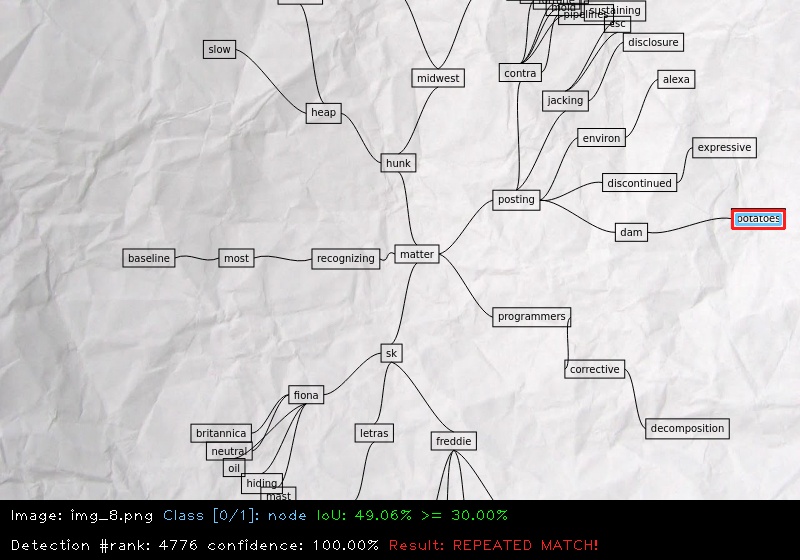 sustaining
pipelines
esc
disclosure
slow
midwest
contra
alexa
jacking
heap
environ
expressive
hunk
discontinued
posting
potatoes
dam
baseline
most
recognizing
matter
programmers
sk
corrective
fiona
britannica
letras
freddie
decomposition
neutral
oil
hiding
mast
Image: img_8.png Class [0/1]: node IoU: 49.06% >= 30.00%
Detection #rank: 4776 confidence: 100.00% Result: REPEATED MATCH!